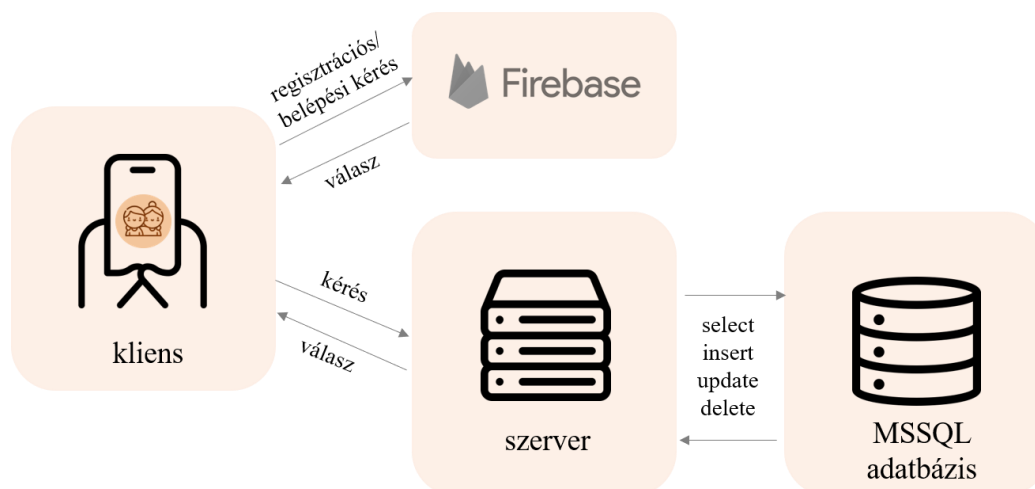 regisztrációs/
belépési kérés
Firebase
válasz
kliens
kérés
válasz
szerver
select
insert
update
delete
MSSQL
adatbázis